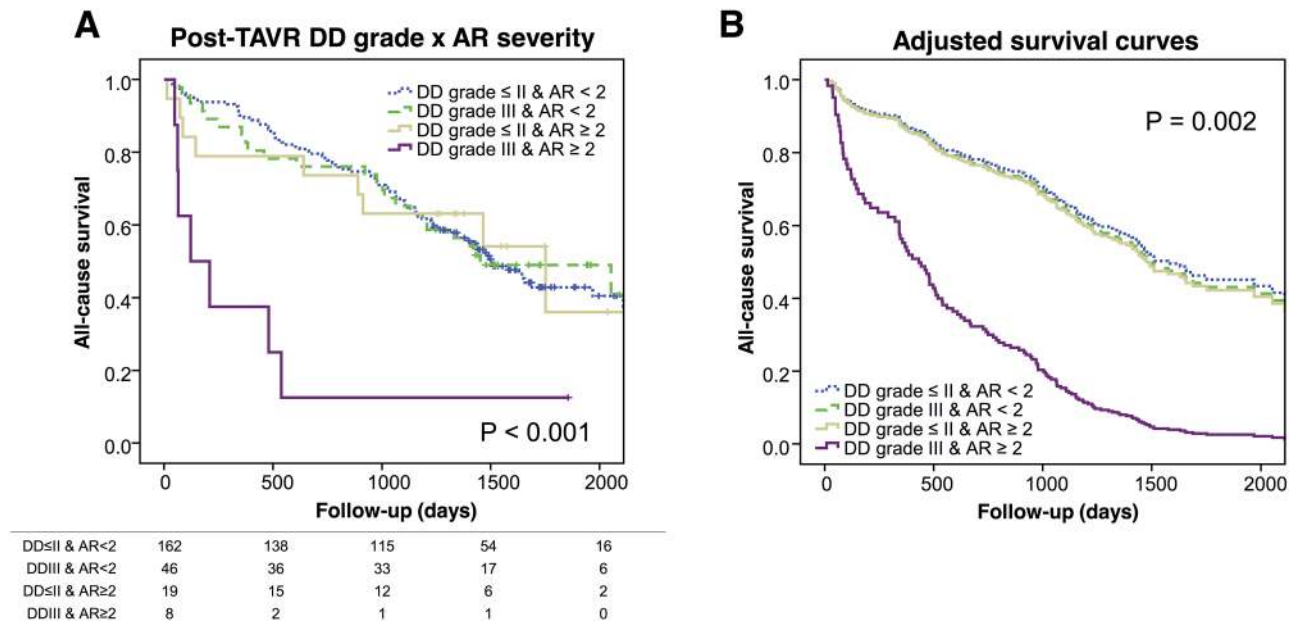 A
Post-TAVR DD grade x AR severity
All-cause survival
1.0
0.8
0.6
0.4
0.2
0.0
DD grade ≤ II & AR < 2
DD grade III & AR < 2
DD grade ≤ II & AR ≥ 2
DD grade III & AR ≥ 2
P < 0.001
0 500 1000 1500 2000
Follow-up (days)
DD≤II & AR<2 162 138 115 54 16
DDIII & AR<2 46 36 33 17 6
DD≤II & AR≥2 19 15 12 6 2
DDIII & AR≥2 8 2 1 1 0
B
Adjusted survival curves
All-cause survival
1.0
0.8
0.6
0.4
0.2
0.0
P = 0.002
DD grade ≤ II & AR < 2
DD grade III & AR < 2
DD grade ≤ II & AR ≥ 2
DD grade III & AR ≥ 2
0 500 1000 1500 2000
Follow-up (days)